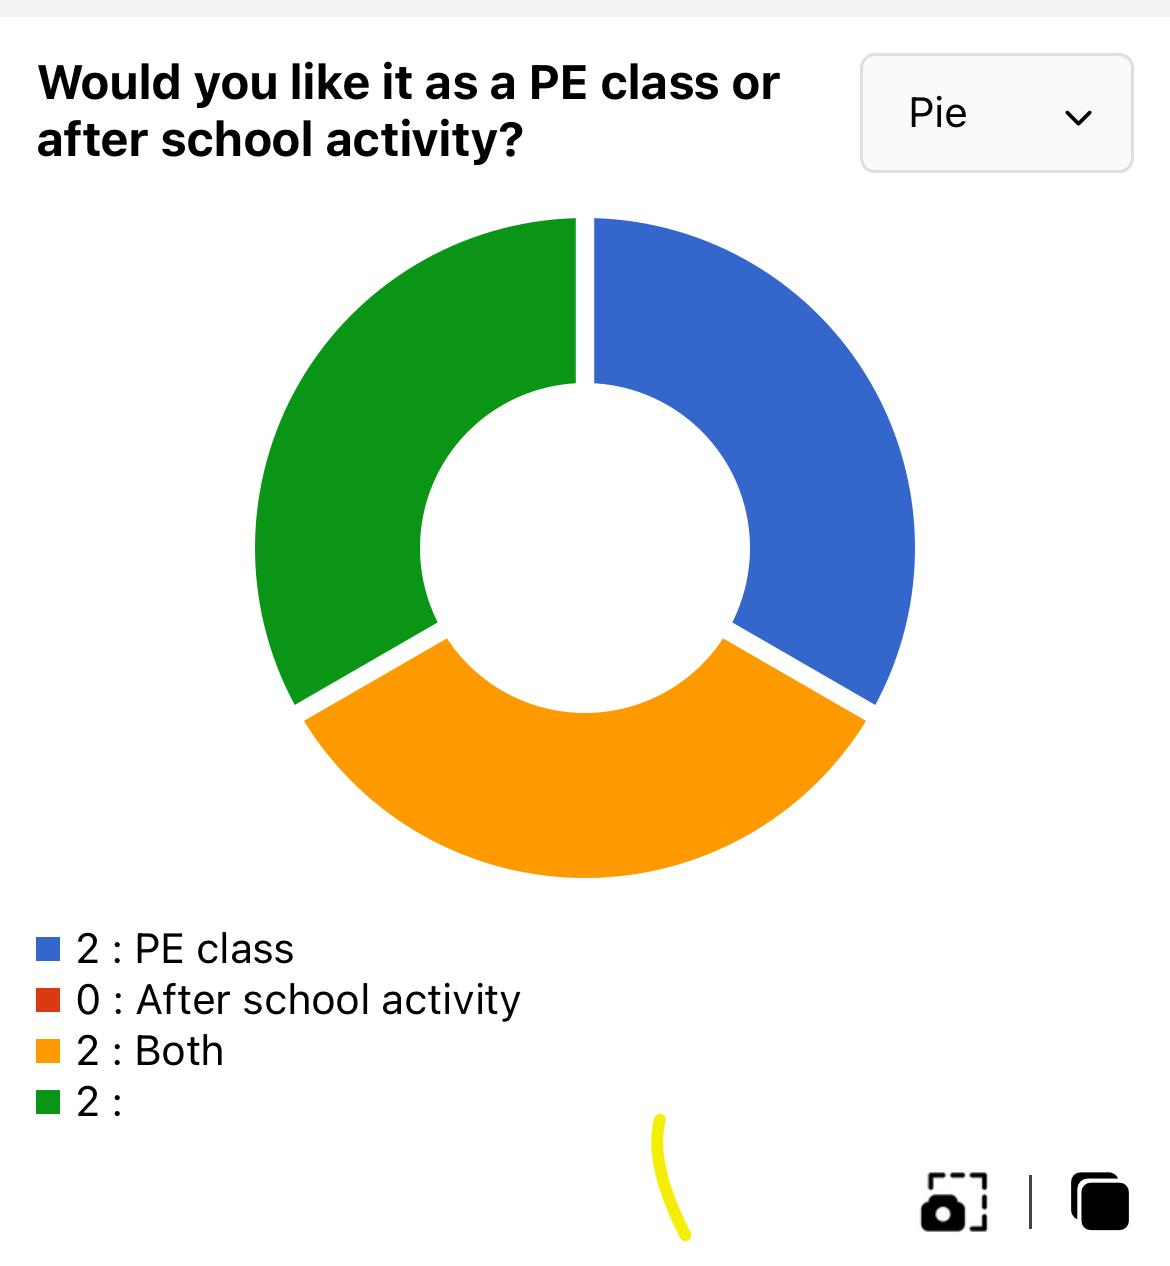 Would you like it as a PE class or
after school activity?
Pie
2 : PE class
0 : After school activity
2 : Both
2 :